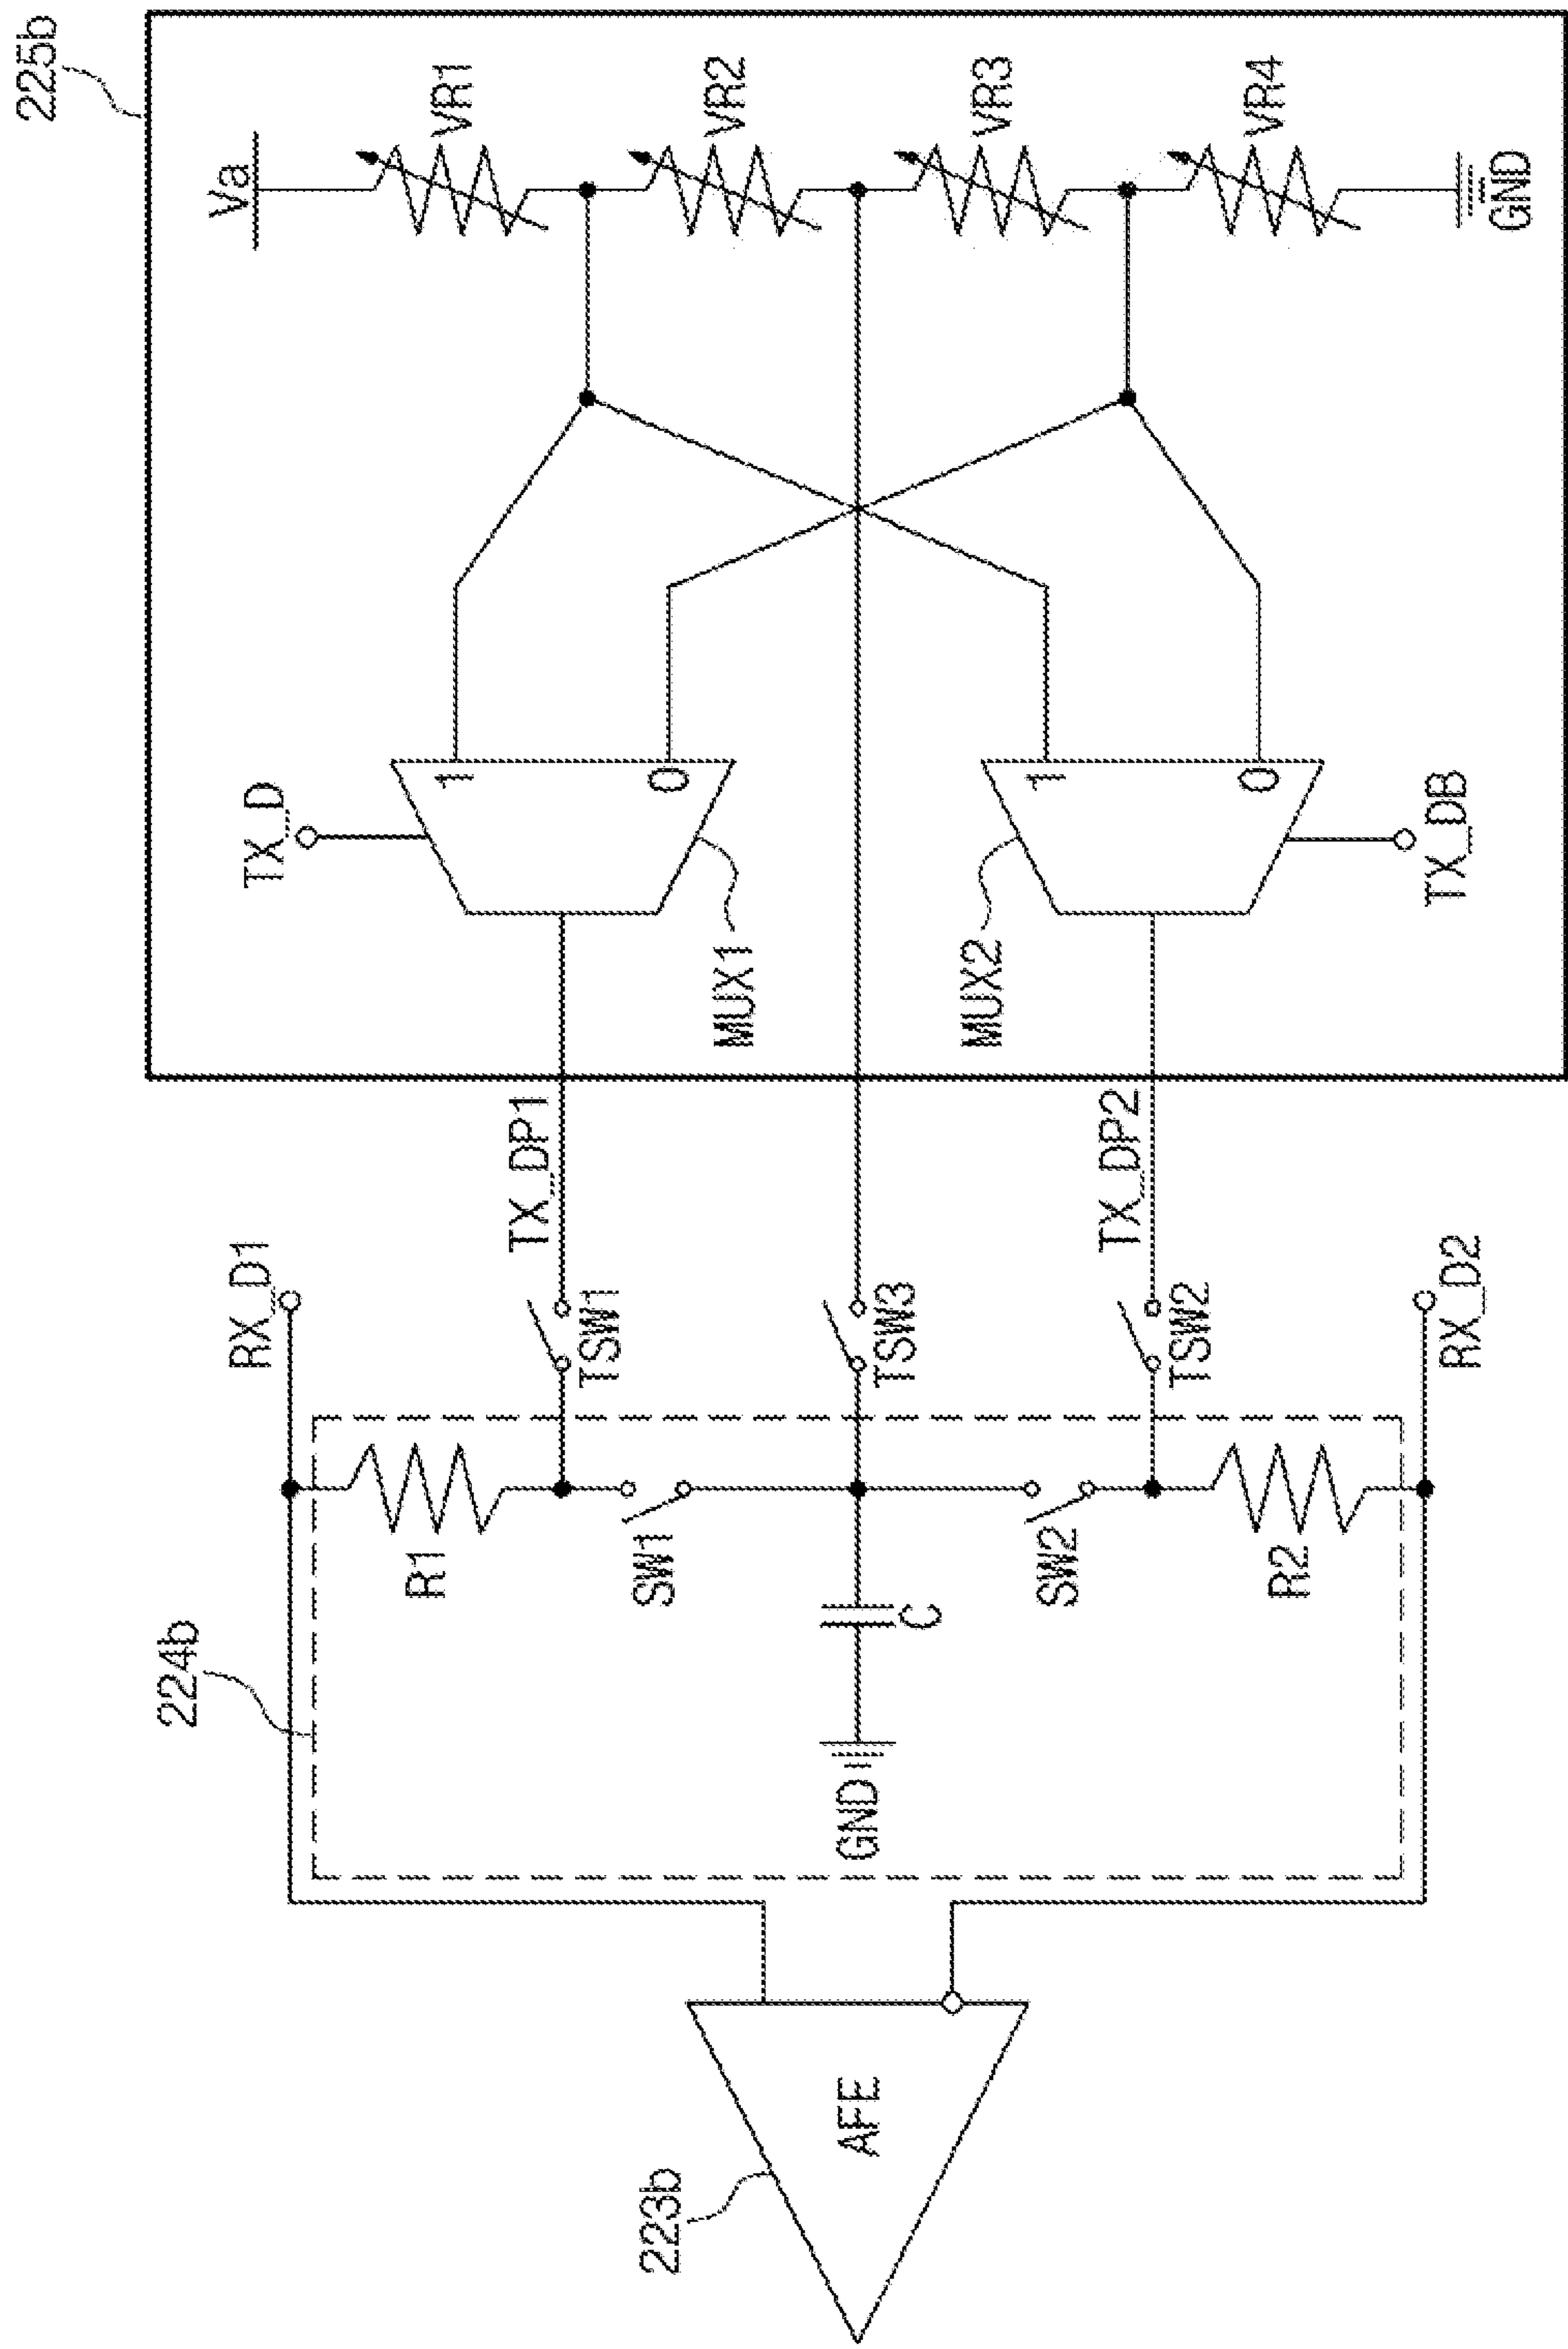 225b
Va
VR1
VR2
VR3
VR4
GND
TX_D
1
0
MUX1
1
0
MUX2
TX_DB
TX_DP1
TX_DP2
RX_D1
TSW1
TSW3
TSW2
RX_D2
224b
R1
SW1
C
SW2
R2
GND
223b
AFE